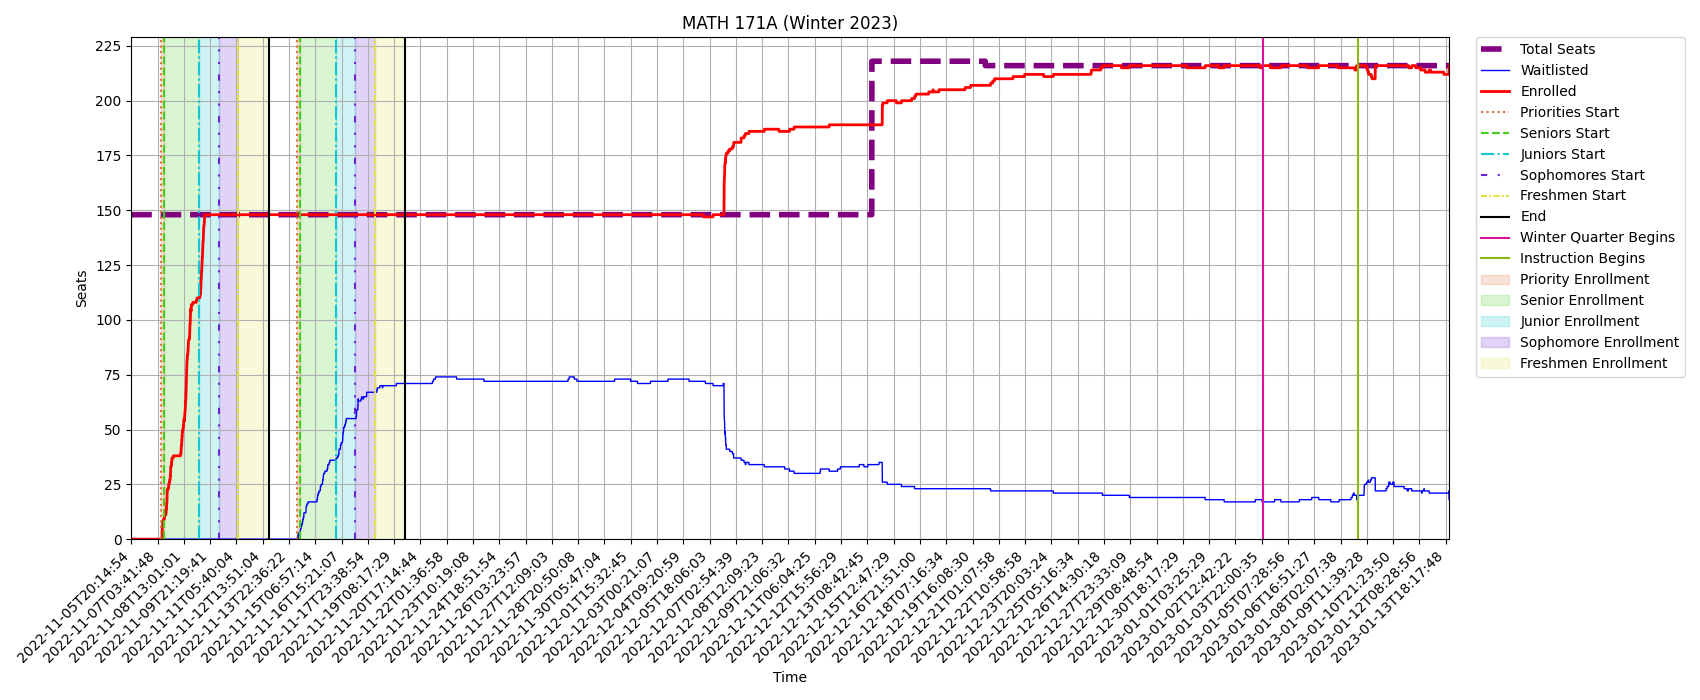 MATH 171A (Winter 2023)
Seats
225
200
175
150
125
100
75
50
25
0
2022-11-05T20:14:54
2022-11-07T03:41:48
2022-11-08T13:01:01
2022-11-09T21:19:41
2022-11-11T05:40:04
2022-11-12T13:51:04
2022-11-13T22:36:22
2022-11-15T06:57:14
2022-11-16T15:21:07
2022-11-17T23:38:54
2022-11-19T08:17:29
2022-11-20T17:14:44
2022-11-22T01:36:58
2022-11-23T10:19:08
2022-11-24T18:51:54
2022-11-26T03:23:57
2022-11-27T12:09:03
2022-11-28T20:50:08
2022-11-30T05:47:04
2022-12-01T15:32:45
2022-12-03T00:21:07
2022-12-04T09:20:59
2022-12-05T18:06:03
2022-12-07T02:54:39
2022-12-08T12:09:23
2022-12-09T21:06:32
2022-12-11T06:04:25
2022-12-12T15:56:29
2022-12-13T08:42:45
2022-12-15T12:47:29
2022-12-16T21:51:00
2022-12-18T07:16:34
2022-12-19T16:08:30
2022-12-21T01:07:58
2022-12-22T10:58:58
2022-12-23T20:03:24
2022-12-25T05:16:34
2022-12-26T14:30:18
2022-12-27T23:33:09
2022-12-29T08:48:54
2022-12-30T18:17:29
2023-01-01T03:25:29
2023-01-02T12:42:22
2023-01-03T22:00:35
2023-01-05T07:28:56
2023-01-06T16:51:27
2023-01-08T02:07:38
2023-01-09T11:39:28
2023-01-10T21:23:50
2023-01-12T08:28:56
2023-01-13T18:17:48
Time
Total Seats
Waitlisted
Enrolled
Priorities Start
Seniors Start
Juniors Start
Sophomores Start
Freshmen Start
End
Winter Quarter Begins
Instruction Begins
Priority Enrollment
Senior Enrollment
Junior Enrollment
Sophomore Enrollment
Freshmen Enrollment